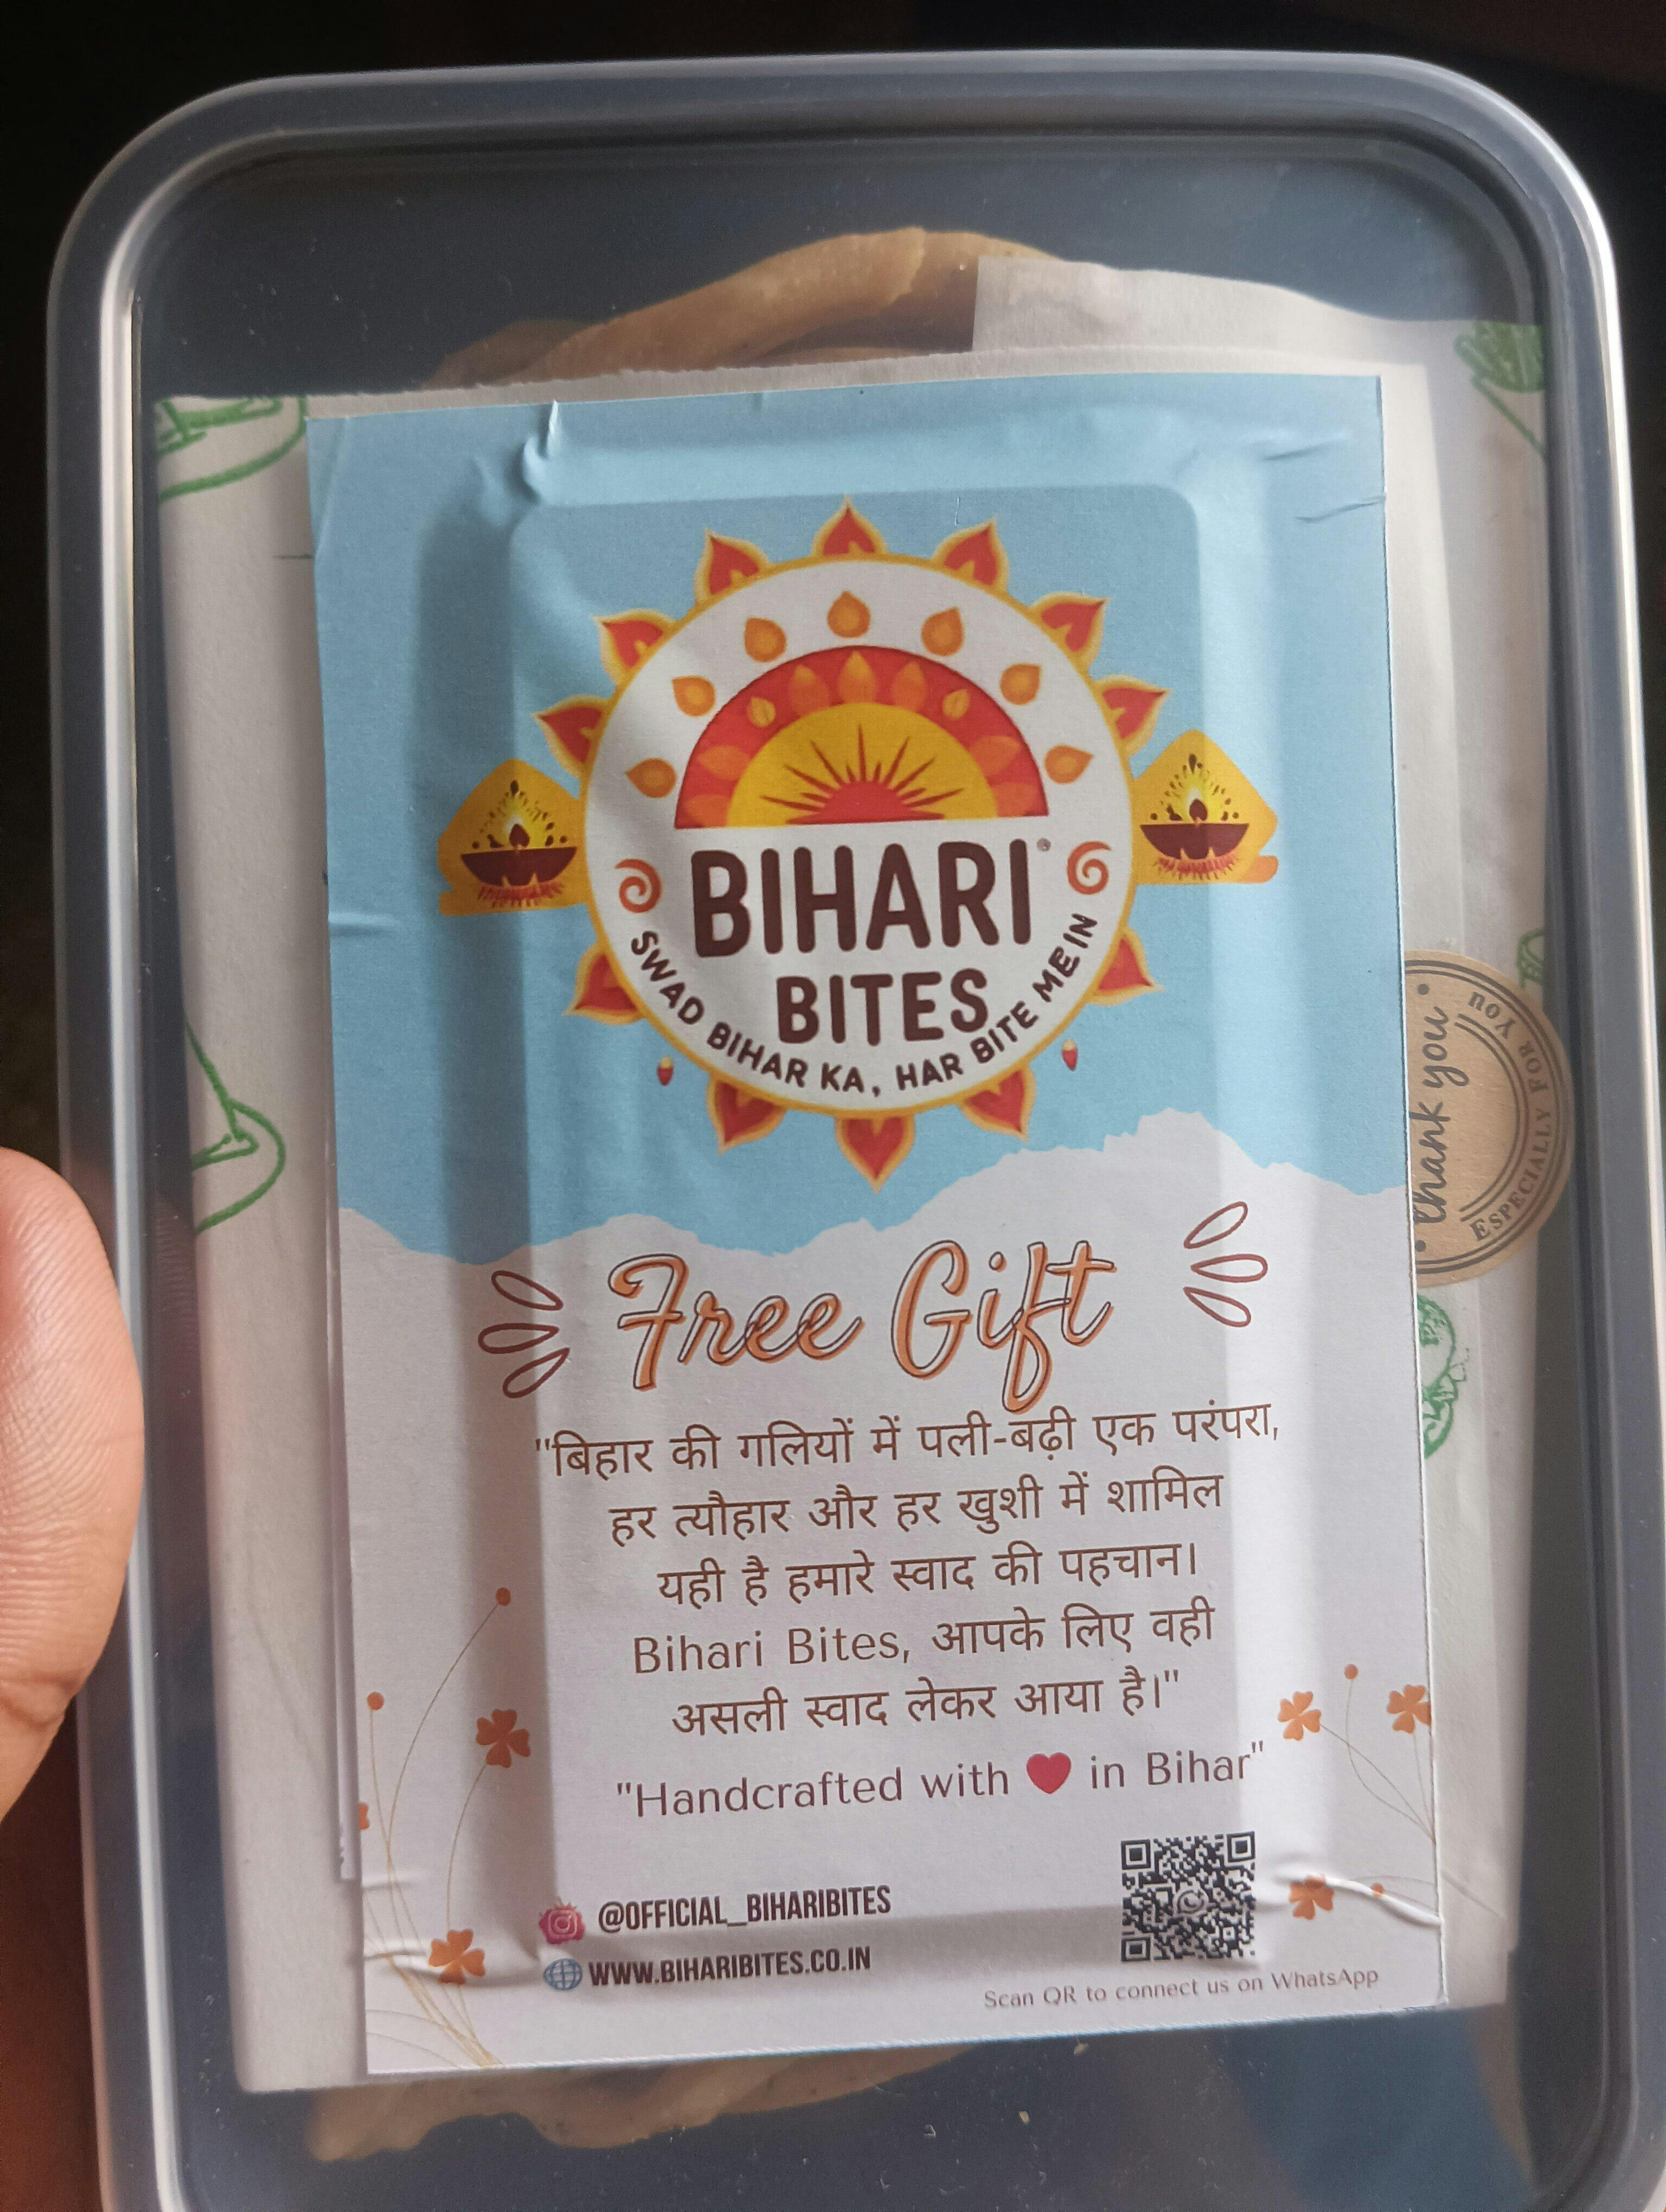 BIHARI
BITES
SWAD BIHAR KA, HAR BITE MEIN
Free Gift
"बिहार की गलियों में पली-बढ़ी एक परंपरा,
हर त्यौहार और हर खुशी में शामिल
यही है हमारे स्वाद की पहचान।
Bihari Bites, आपके लिए वही
असली स्वाद लेकर आया है।"
"Handcrafted with ❤ in Bihar"
@OFFICIAL_BIHARIBITES
WWW.BIHARIBITES.CO.IN
Scan QR to connect us on WhatsApp
thank you
ESPECIALLY FOR YOU